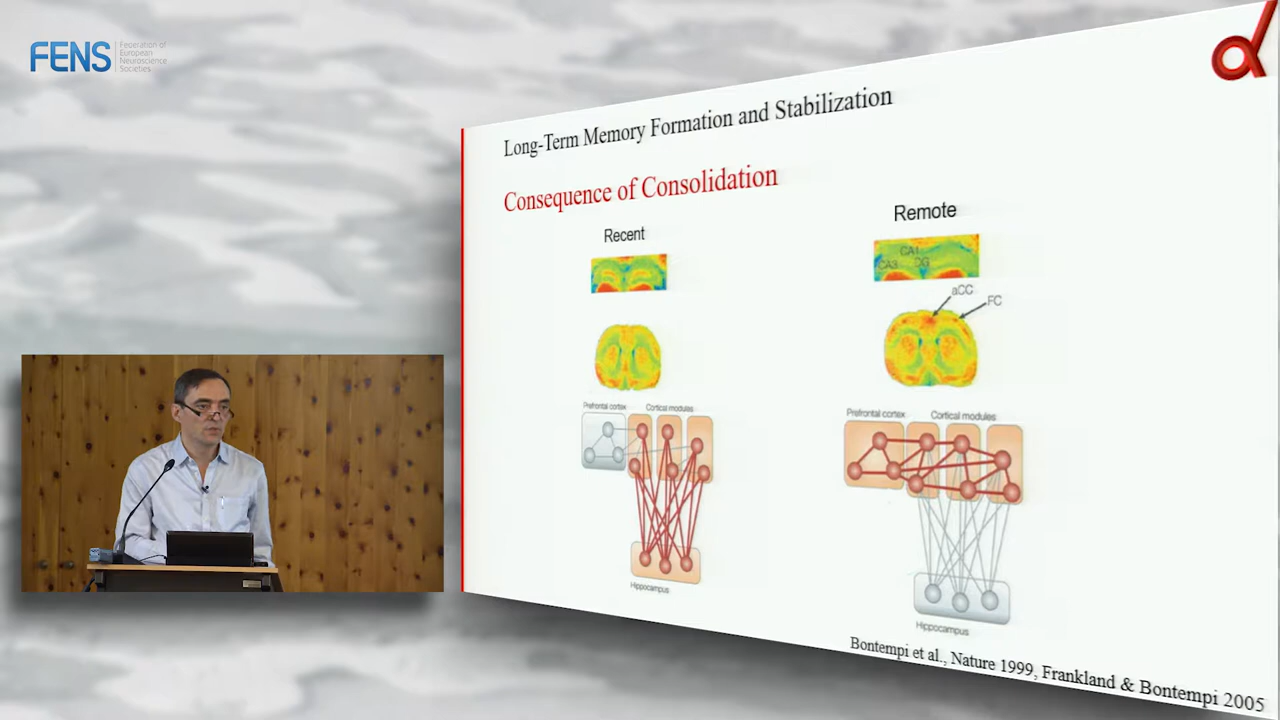 FENS
Federation of
European
Neuroscience
Societies
Long-Term Memory Formation and Stabilization
Consequence of Consolidation
Recent
Remote
CA1
CA3
DG
aCC
FC
Prefrontal cortex
Cortical modules
Hippocampus
Prefrontal cortex
Cortical modules
Hippocampus
Bontempi et al., Nature 1999, Frankland & Bontempi 2005